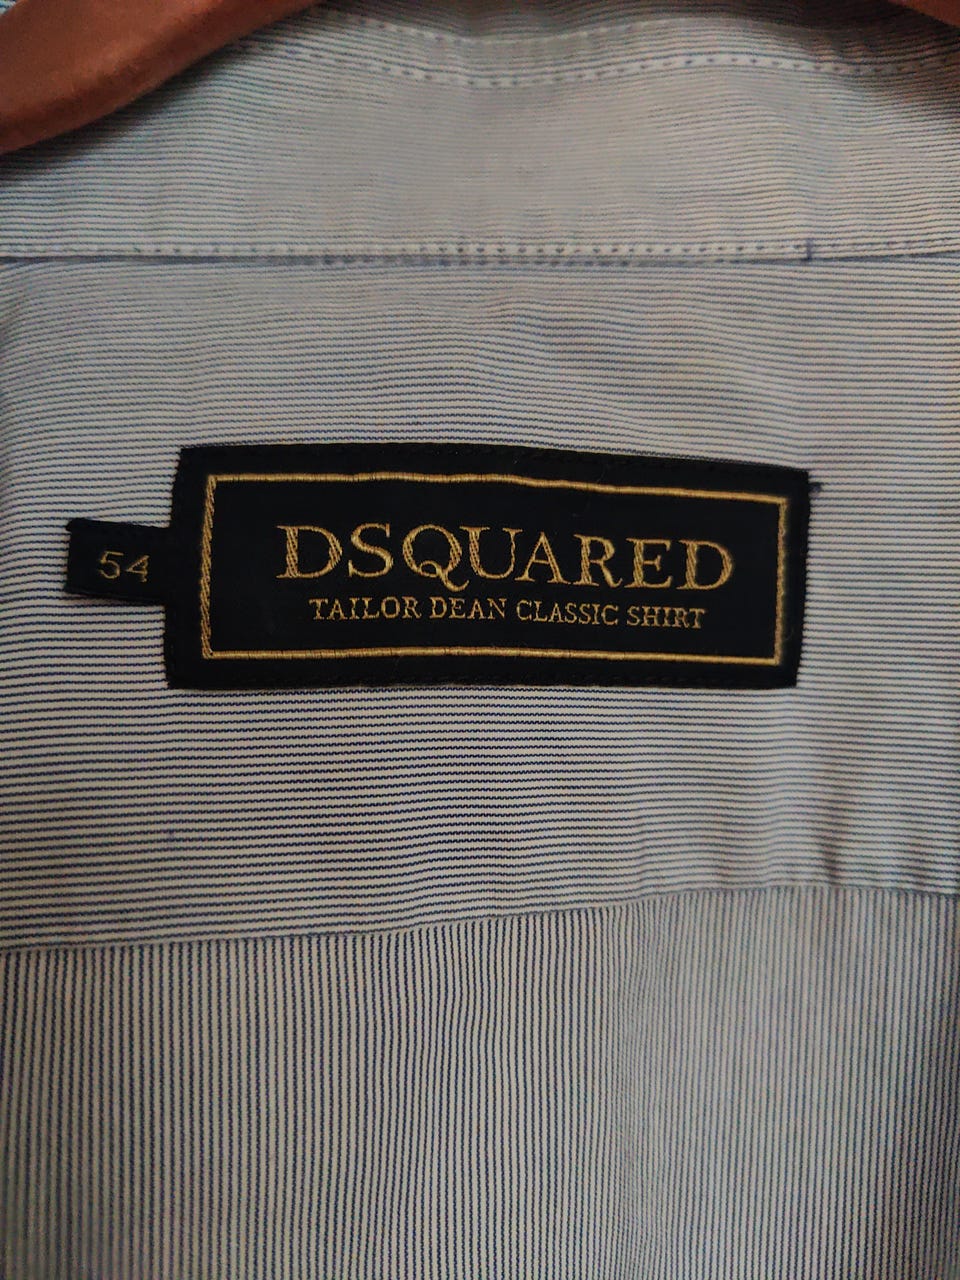 DSQUARED
TAILOR DEAN CLASSIC SHIRT
54